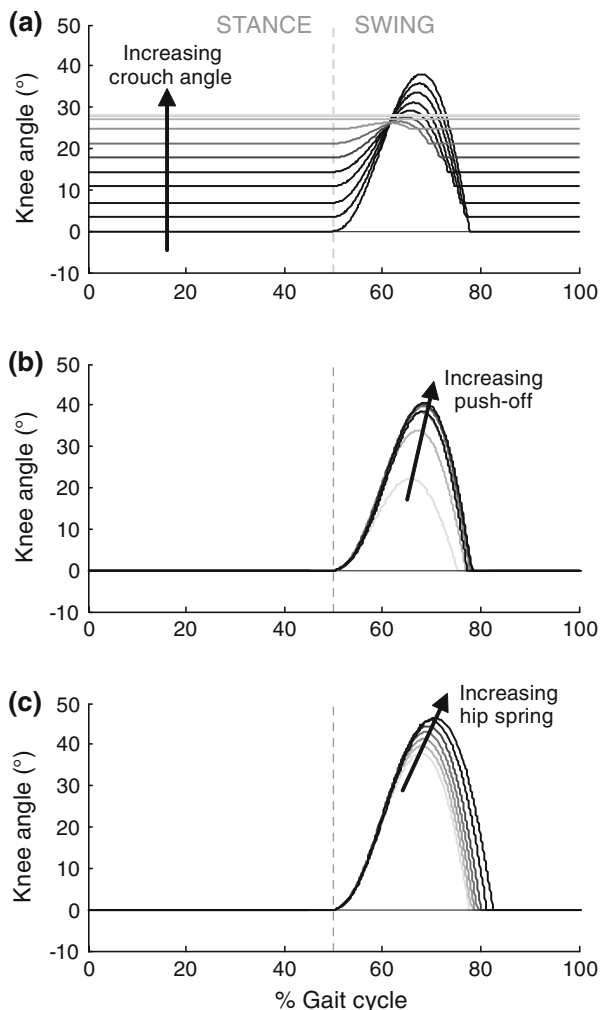 (a)
STANCE SWING
50
40
30
20
10
0
-10
Knee angle (°)
Increasing
crouch angle
0 20 40 60 80 100
(b)
50
40
30
20
10
0
-10
Knee angle (°)
Increasing
push-off
0 20 40 60 80 100
(c)
50
40
30
20
10
0
-10
Knee angle (°)
Increasing
hip spring
0 20 40 60 80 100
% Gait cycle